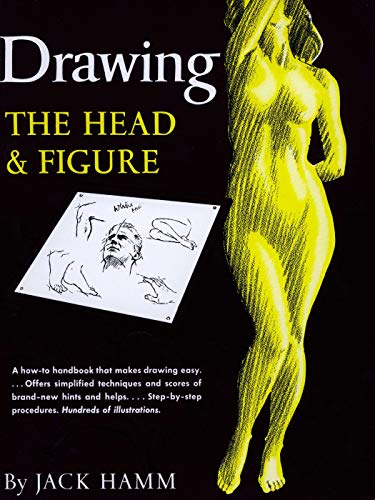 Drawing
THE HEAD
& FIGURE
A how-to handbook that makes drawing easy.
. . . Offers simplified techniques and scores of
brand-new hints and helps. . . . Step-by-step
procedures. Hundreds of illustrations.
By JACK HAMM